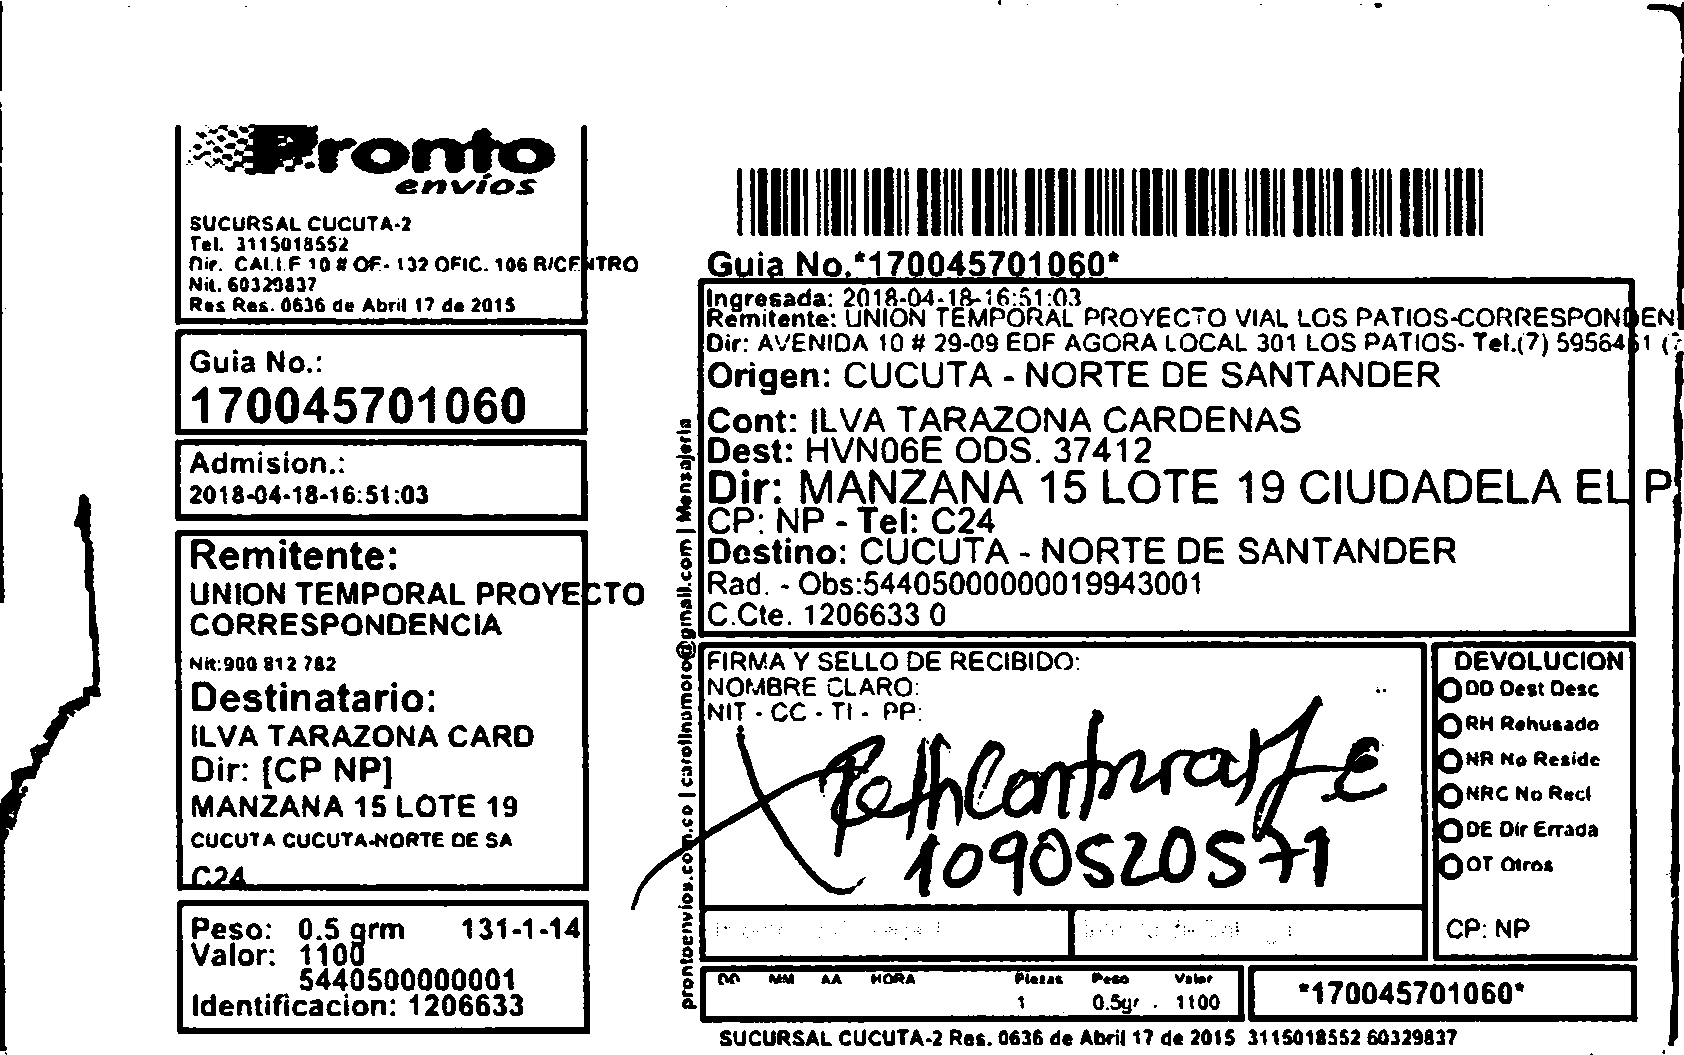 Pronto
envios
SUCURSAL CUCUTA-2
Tel. 3115018552
Dir. CALLE 10 # OF.- 132 OFIC. 106 R/CENTRO
Nit. 60329837
Res Res. 0636 de Abril 17 de 2015
Guia No.:
170045701060
Admision.:
2018-04-18-16:51:03
Remitente:
UNION TEMPORAL PROYECTO
CORRESPONDENCIA
Nit:900 812 782
Destinatario:
ILVA TARAZONA CARD
Dir: [CP NP]
MANZANA 15 LOTE 19
CUCUTA CUCUTA-NORTE DE SA
C24
Peso: 0.5 grm 131-1-14
Valor: 1100
5440500000001
Identificacion: 1206633
prontoenvios.com.co | carolinamoro@gmail.com | Mensajeria
Guia No.*170045701060*
Ingresada: 2018-04-18-16:51:03
Remitente: UNION TEMPORAL PROYECTO VIAL LOS PATIOS-CORRESPONDEN
Dir: AVENIDA 10 # 29-09 EDF AGORA LOCAL 301 LOS PATIOS- Tel.(7) 5956461 (7
Origen: CUCUTA - NORTE DE SANTANDER
Cont: ILVA TARAZONA CARDENAS
Dest: HVN06E ODS. 37412
Dir: MANZANA 15 LOTE 19 CIUDADELA EL P
CP: NP - Tel: C24
Destino: CUCUTA - NORTE DE SANTANDER
Rad. - Obs:54405000000019943001
C.Cte. 1206633 0
FIRMA Y SELLO DE RECIBIDO:
NOMBRE CLARO:
NIT - CC - TI - PP:
1090520571
DEVOLUCION
DD Dest Desc
RH Rehusado
NR No Reside
NRC No Recl
DE Dir Errada
OT Otros
CP: NP
DD MM AA HORA Piezas Peso Valor
1 0.5gr . 1100
*170045701060*
SUCURSAL CUCUTA-2 Res. 0636 de Abril 17 de 2015 3115018552 60329837